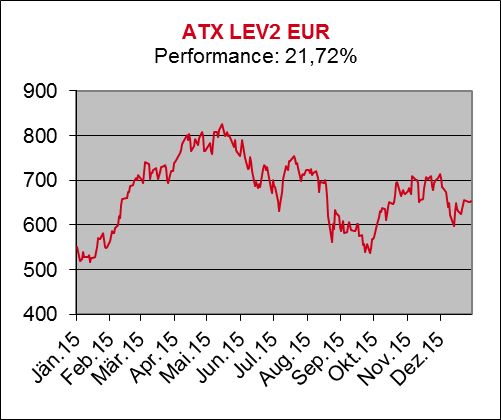 ATX LEV2 EUR
Performance: 21,72%
900
800
700
600
500
400
Jän.15
Feb.15
Mär.15
Apr.15
Mai.15
Jun.15
Jul.15
Aug.15
Sep.15
Okt.15
Nov.15
Dez.15